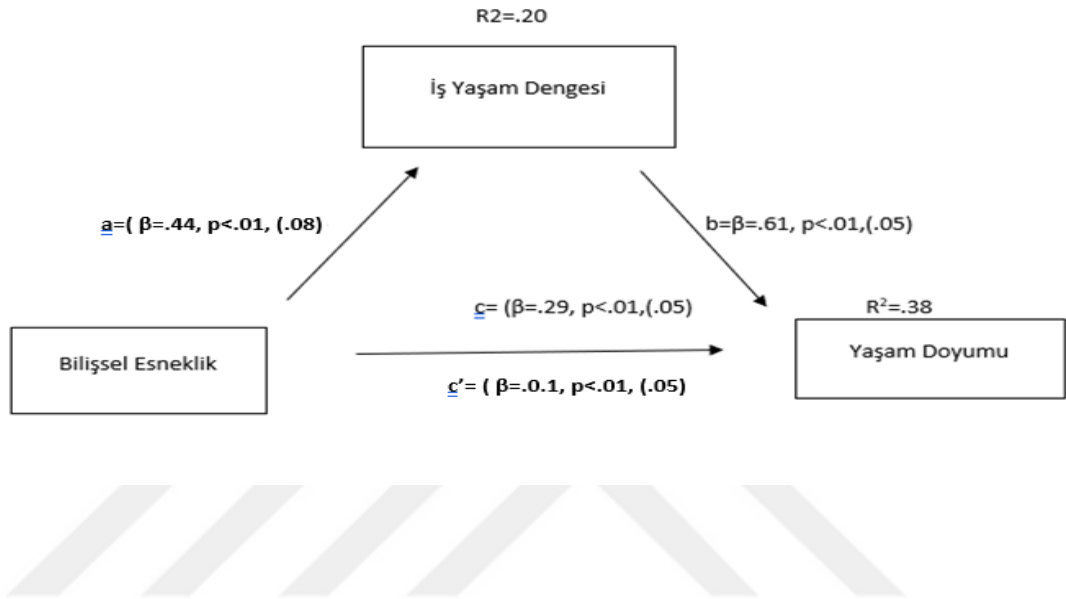 R2=.20
İş Yaşam Dengesi
a=( β=.44, p<.01, (.08)
b=β=.61, p<.01,(.05)
c= (β=.29, p<.01,(.05)
R²=.38
Bilişsel Esneklik
Yaşam Doyumu
c’= ( β=.0.1, p<.01, (.05)